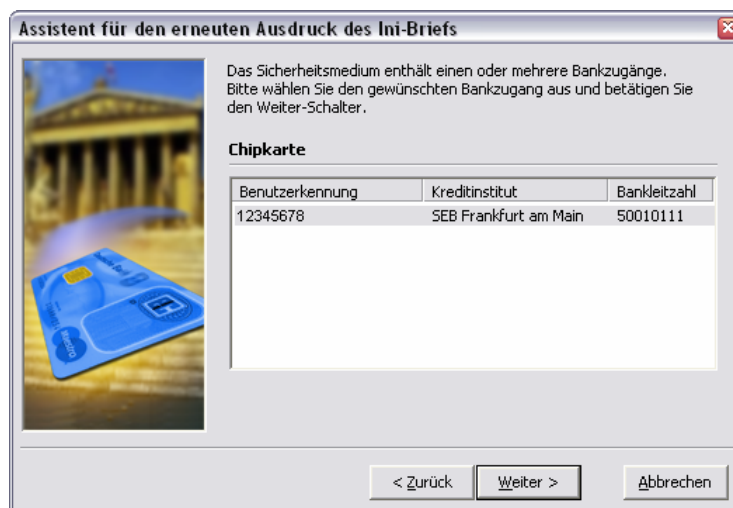 Assistent für den erneuten Ausdruck des Ini-Briefs
Das Sicherheitsmedium enthält einen oder mehrere Bankzugänge.
Bitte wählen Sie den gewünschten Bankzugang aus und betätigen Sie
den Weiter-Schalter.
Chipkarte
Benutzerkennung Kreditinstitut Bankleitzahl
12345678 SEB Frankfurt am Main 50010111
maestro
< Zurück Weiter > Abbrechen